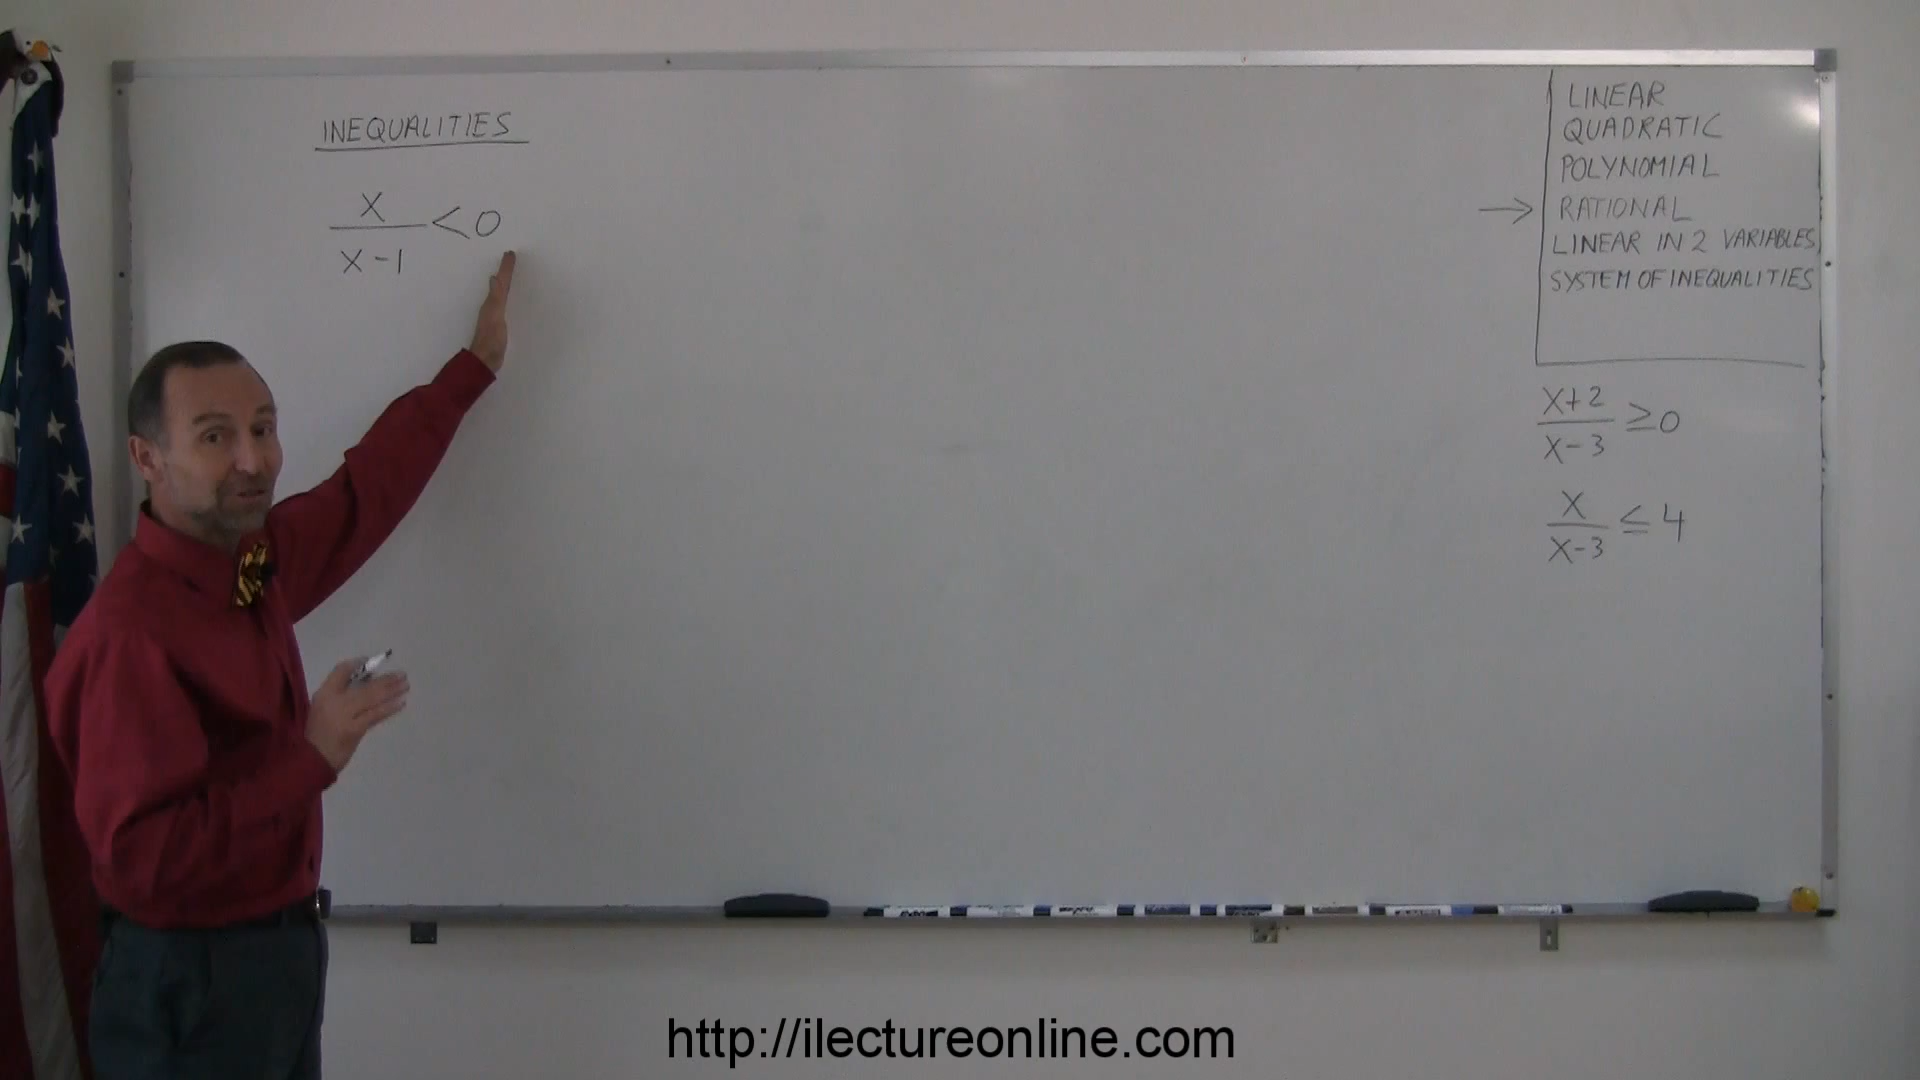 INEQUALITIES
x
x-1
<0
LINEAR
QUADRATIC
POLYNOMIAL
→ RATIONAL
LINEAR IN 2 VARIABLES
SYSTEM OF INEQUALITIES
x+2
x-3
≥0
x
x-3
≤4
http://ilectureonline.com